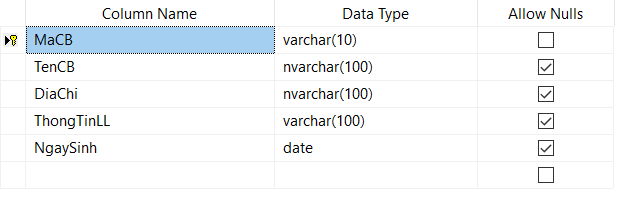 Column Name Data Type Allow Nulls
MaCB varchar(10)
TenCB nvarchar(100)
DiaChi nvarchar(100)
ThongTinLL varchar(100)
NgaySinh date